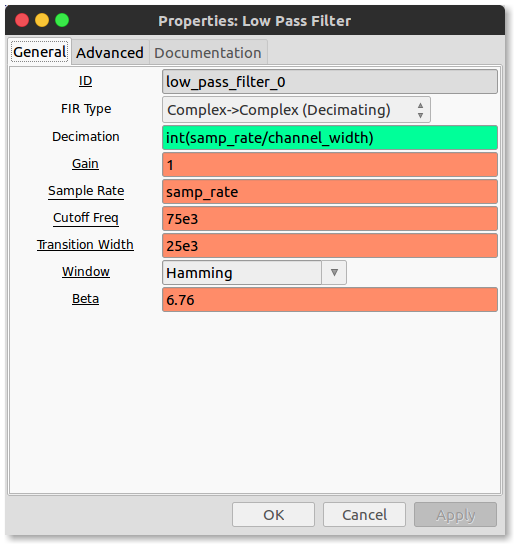 Properties: Low Pass Filter
General Advanced Documentation
ID low_pass_filter_0
FIR Type Complex->Complex (Decimating)
Decimation int(samp_rate/channel_width)
Gain 1
Sample Rate samp_rate
Cutoff Freq 75e3
Transition Width 25e3
Window Hamming
Beta 6.76
OK Cancel Apply